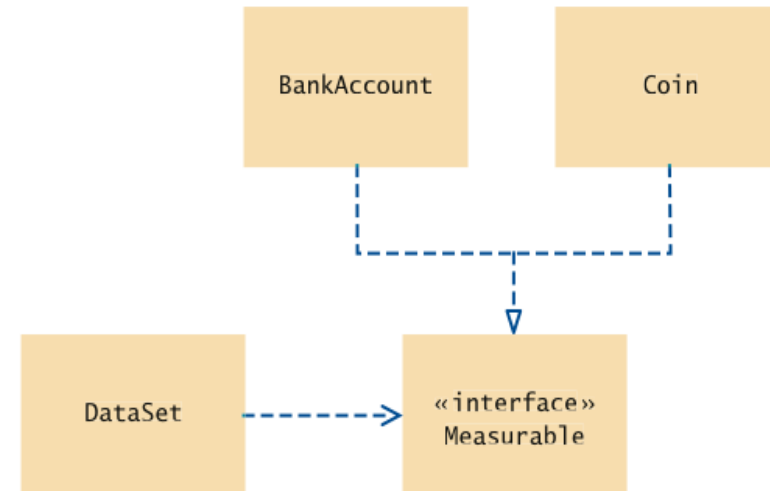 BankAccount
Coin
DataSet
«interface»
Measurable